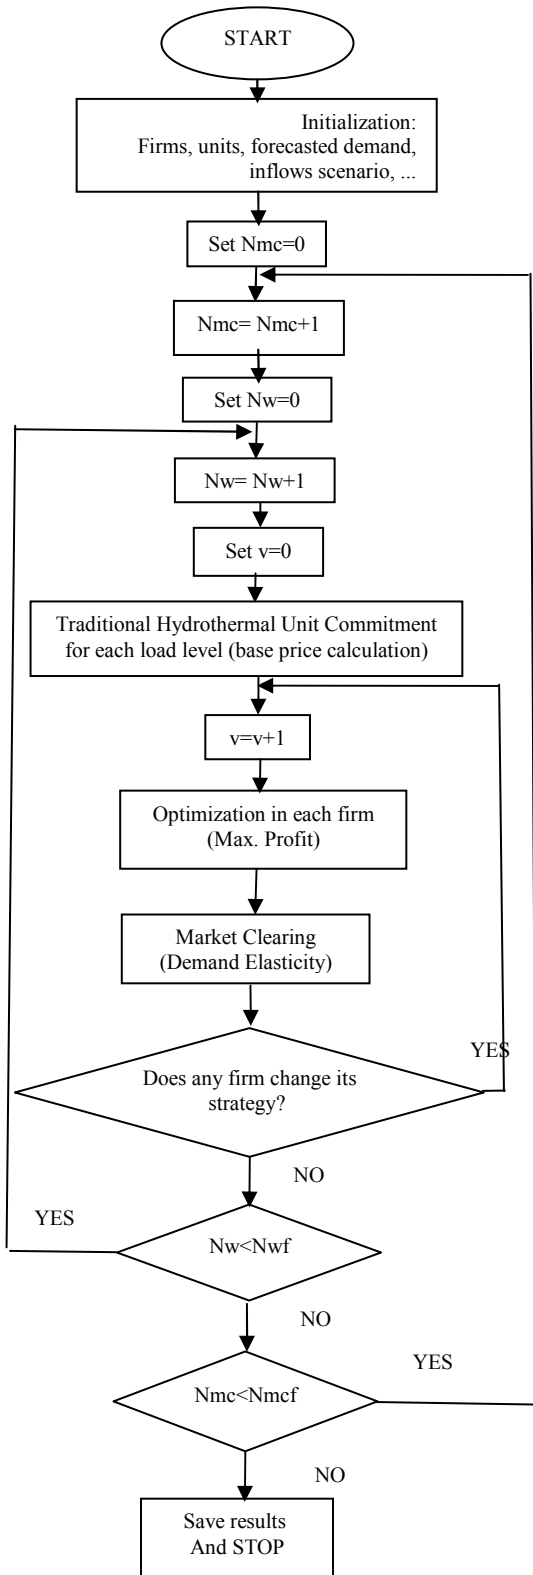 START
Initialization:
Firms, units, forecasted demand,
inflows scenario, ...
Set Nmc=0
Nmc= Nmc+1
Set Nw=0
Nw= Nw+1
Set v=0
Traditional Hydrothermal Unit Commitment
for each load level (base price calculation)
v=v+1
Optimization in each firm
(Max. Profit)
Market Clearing
(Demand Elasticity)
YES
Does any firm change its
strategy?
NO
YES
Nw<Nwf
NO
YES
Nmc<Nmcf
NO
Save results
And STOP